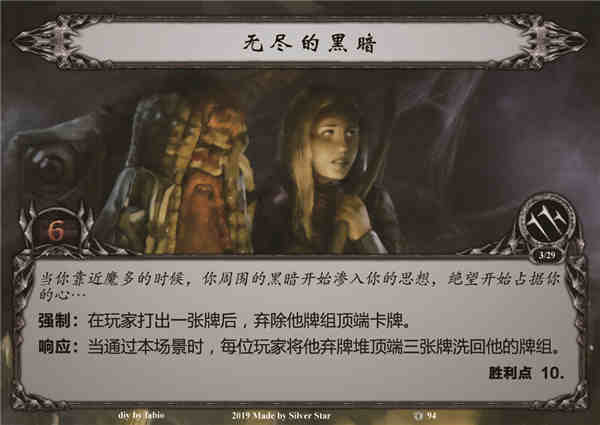 无尽的黑暗
6
3/29
当你靠近魔多的时候，你周围的黑暗开始渗入你的思想，绝望开始占据你
的心…
强制：在玩家打出一张牌后，弃除他牌组顶端卡牌。
响应：当通过本场景时，每位玩家将他弃牌堆顶端三张牌洗回他的牌组。
胜利点 10.
diy by fabio 2019 Made by Silver Star 94